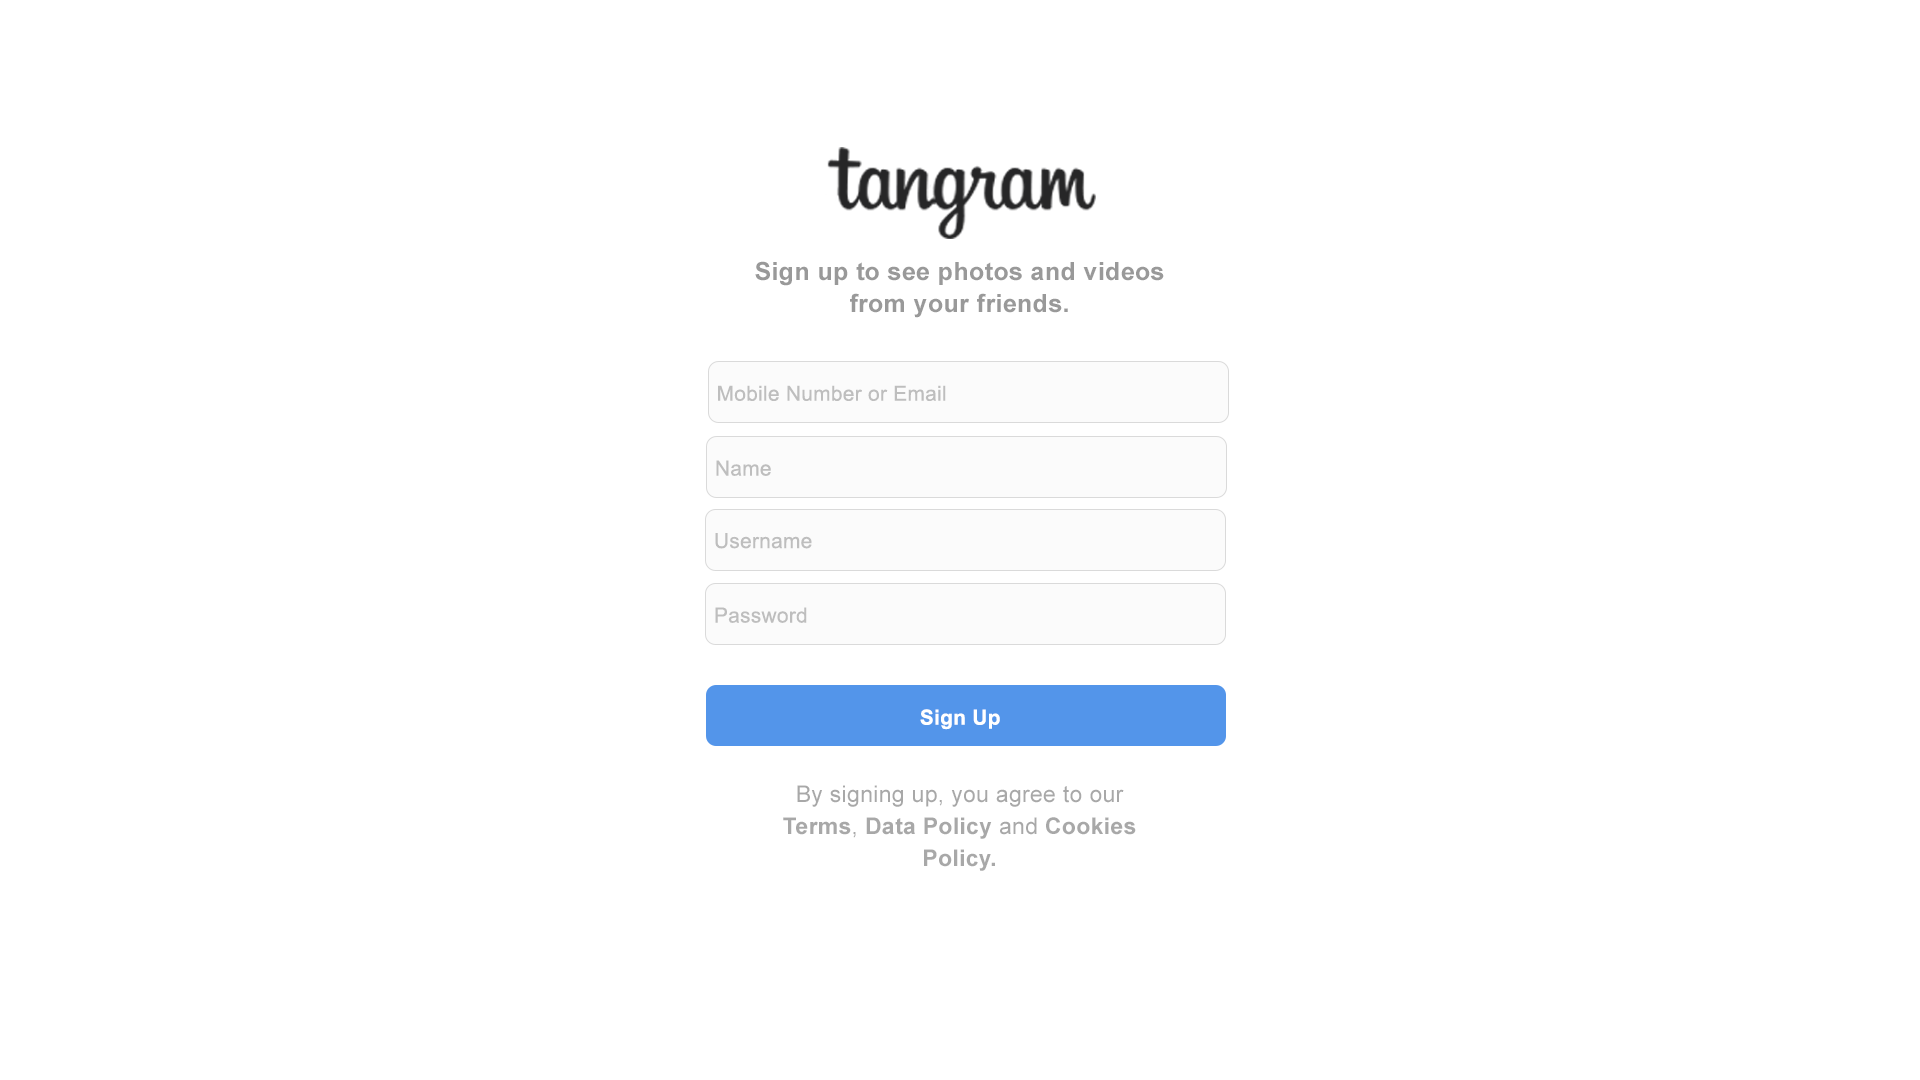 tangram
Sign up to see photos and videos
from your friends.
Mobile Number or Email
Name
Username
Password
Sign Up
By signing up, you agree to our
Terms, Data Policy and Cookies
Policy.